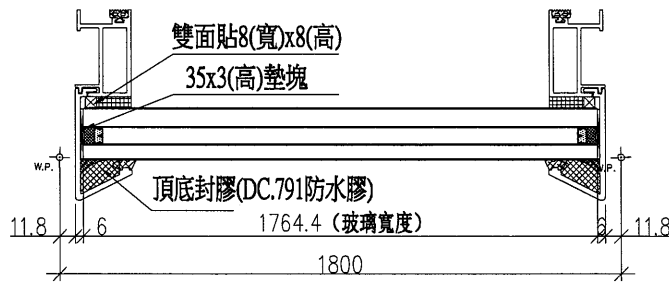 雙面貼8(寬)x8(高)
35x3(高)墊塊
W.P.
W.P.
頂底封膠(DC.791防水膠)
11.8
6
1764.4 (玻璃寬度)
6
11.8
1800